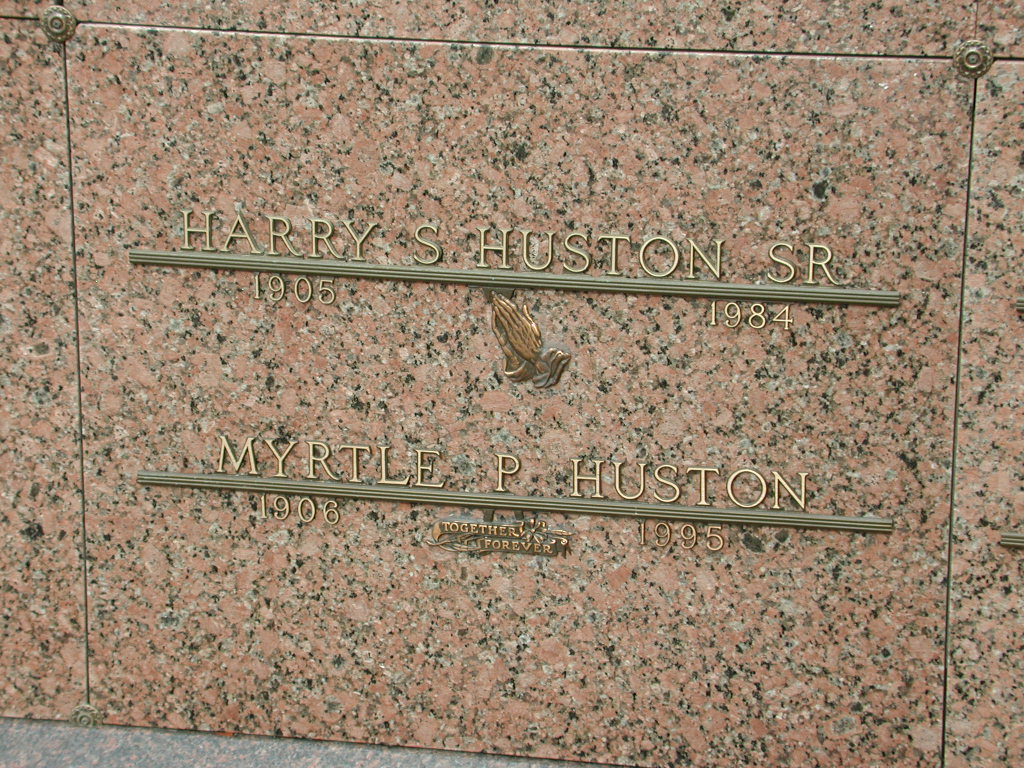 HARRY S HUSTON SR
1905 1984
MYRTLE P HUSTON
1906 1995
TOGETHER
FOREVER